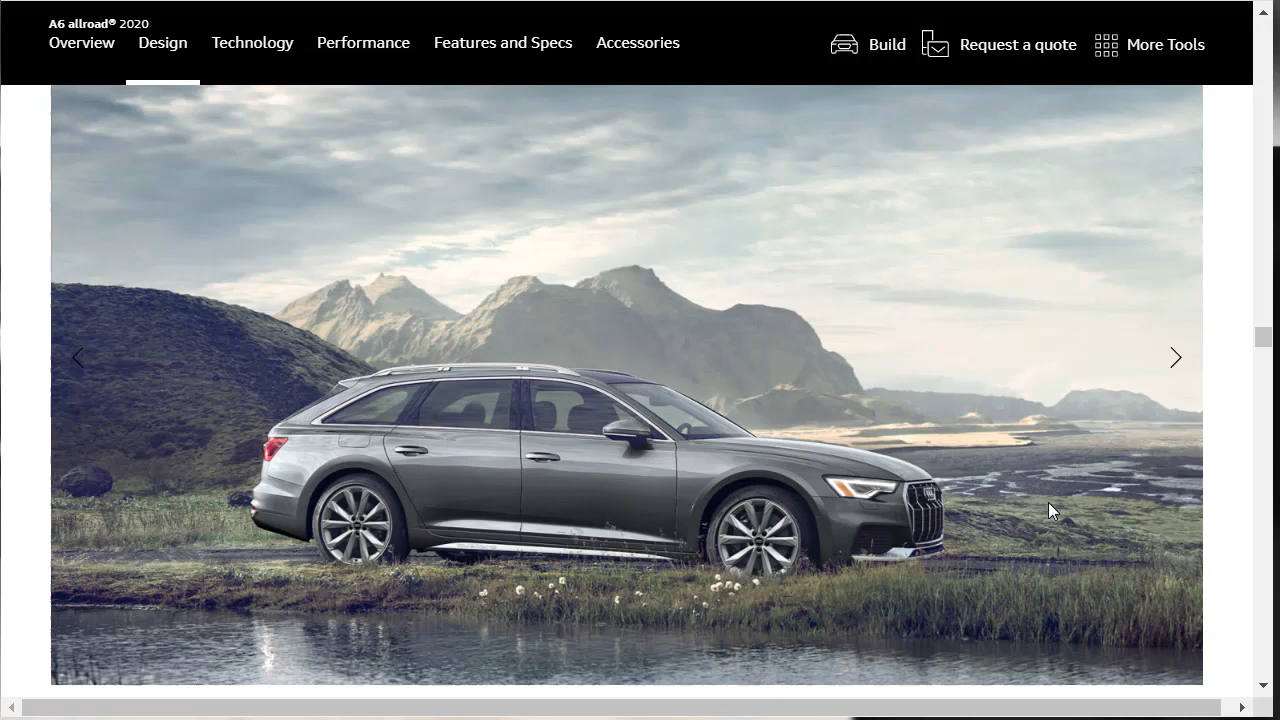 A6 allroad® 2020
Overview Design Technology Performance Features and Specs Accessories
Build Request a quote More Tools